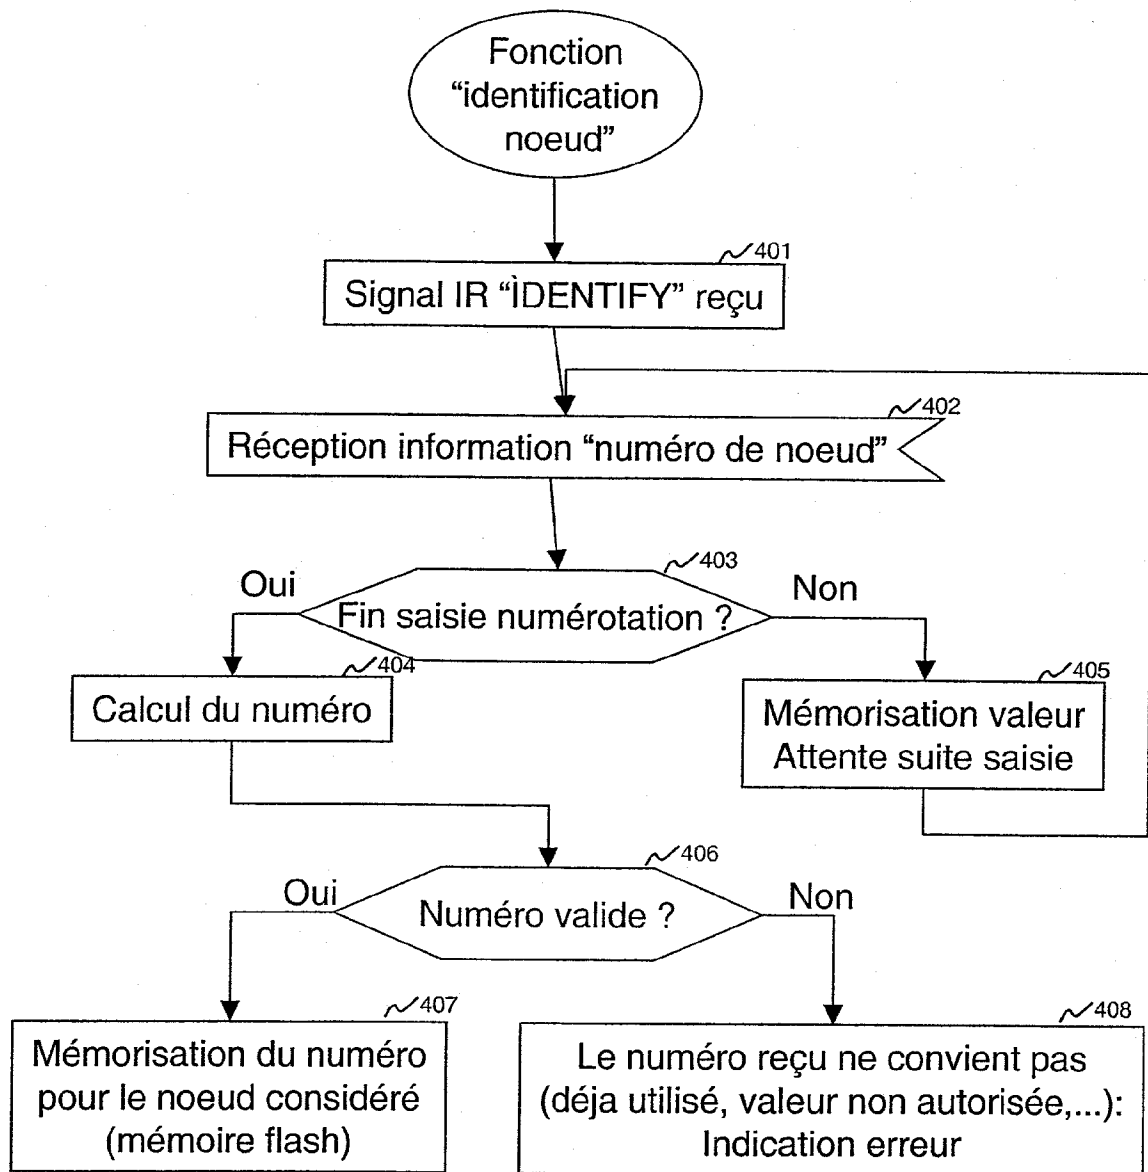 Fonction
“identification
noeud”
401
Signal IR “IDENTIFY” reçu
402
Réception information “numéro de noeud”
403
Oui
Non
Fin saisie numérotation ?
404
405
Calcul du numéro
Mémorisation valeur
Attente suite saisie
406
Oui
Non
Numéro valide ?
407
408
Mémorisation du numéro
pour le noeud considéré
(mémoire flash)
Le numéro reçu ne convient pas
(déja utilisé, valeur non autorisée,...):
Indication erreur